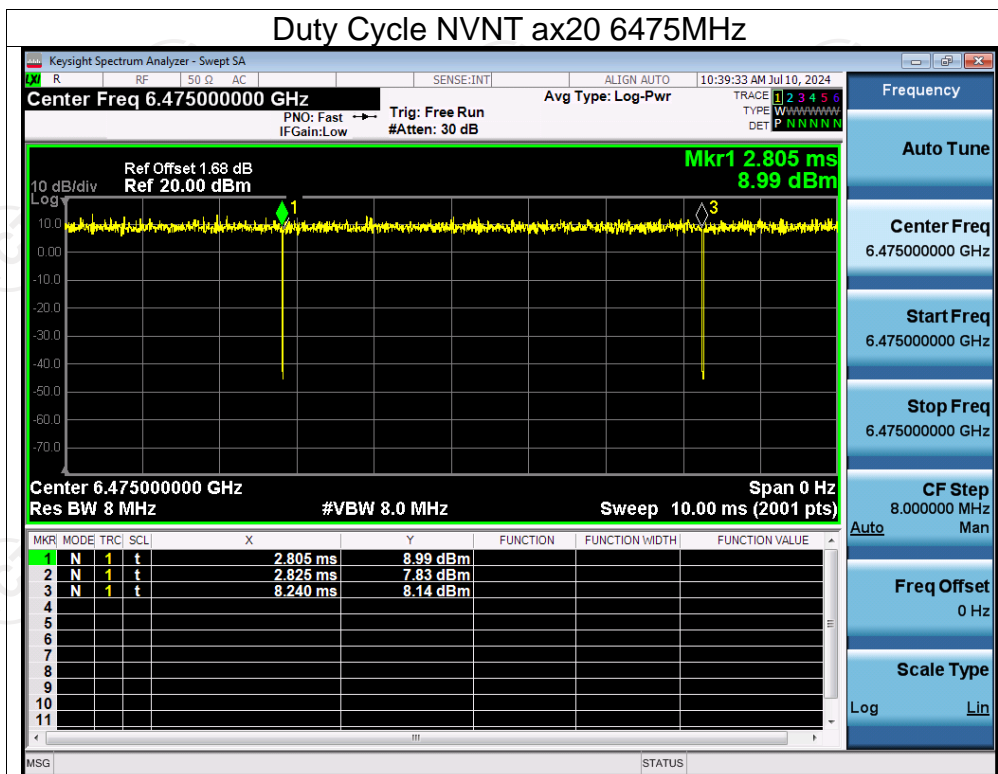 Duty Cycle NVNT ax20 6475MHz
Keysight Spectrum Analyzer - Swept SA
LXI R RF 50 Ω AC SENSE:INT ALIGN AUTO 10:39:33 AM Jul 10, 2024
Center Freq 6.475000000 GHz
PNO: Fast
IFGain:Low
Trig: Free Run
#Atten: 30 dB
Avg Type: Log-Pwr
TRACE 1 2 3 4 5 6
TYPE WWWWWW
DET P N N N N N
Ref Offset 1.68 dB
10 dB/div Ref 20.00 dBm
Log
Mkr1 2.805 ms
8.99 dBm
1
3
10.0
0.00
-10.0
-20.0
-30.0
-40.0
-50.0
-60.0
-70.0
Center 6.475000000 GHz Span 0 Hz
Res BW 8 MHz #VBW 8.0 MHz Sweep 10.00 ms (2001 pts)
MKR MODE TRC SCL X Y FUNCTION FUNCTION WIDTH FUNCTION VALUE
1 N 1 t 2.805 ms 8.99 dBm
2 N 1 t 2.825 ms 7.83 dBm
3 N 1 t 8.240 ms 8.14 dBm
4
5
6
7
8
9
10
11
MSG STATUS
Frequency
Auto Tune
Center Freq
6.475000000 GHz
Start Freq
6.475000000 GHz
Stop Freq
6.475000000 GHz
CF Step
8.000000 MHz
Auto Man
Freq Offset
0 Hz
Scale Type
Log Lin